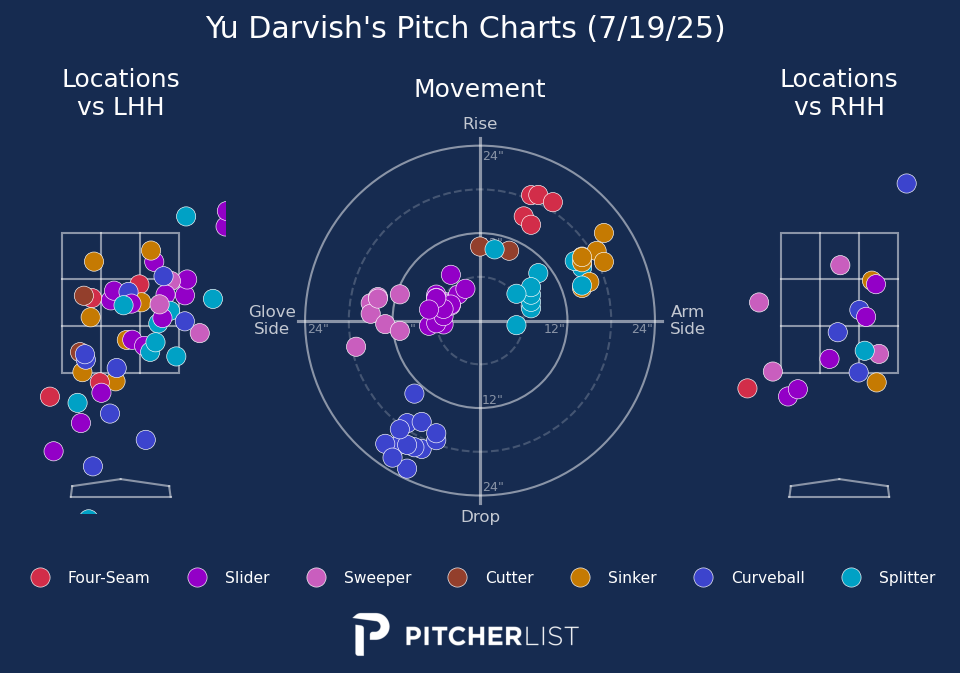 Yu Darvish's Pitch Charts (7/19/25)
Locations
vs LHH
Movement
Locations
vs RHH
Rise
24"
Glove
Side
24"
12"
24"
Arm
Side
12"
24"
Drop
Four-Seam
Slider
Sweeper
Cutter
Sinker
Curveball
Splitter
PITCHERLIST